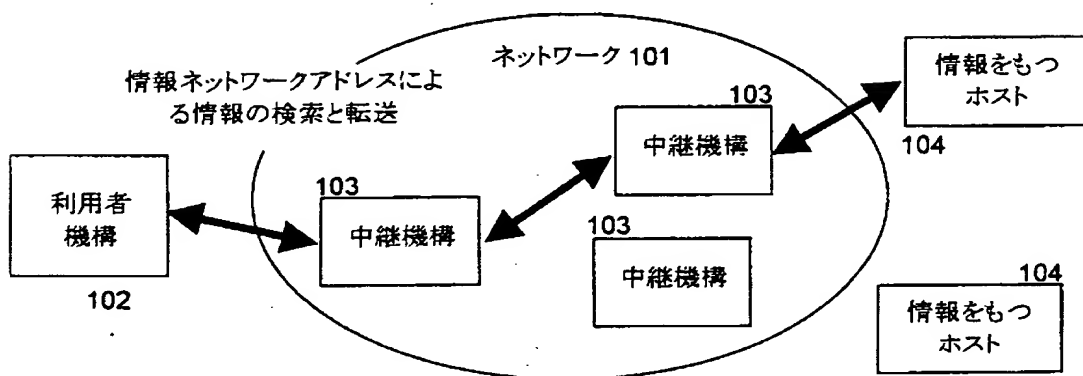 ネットワーク 101
情報ネットワークアドレスによ
る情報の検索と転送
利用者
機構
102
103
中継機構
103
中継機構
103
中継機構
情報をもつ
ホスト
104
104
情報をもつ
ホスト